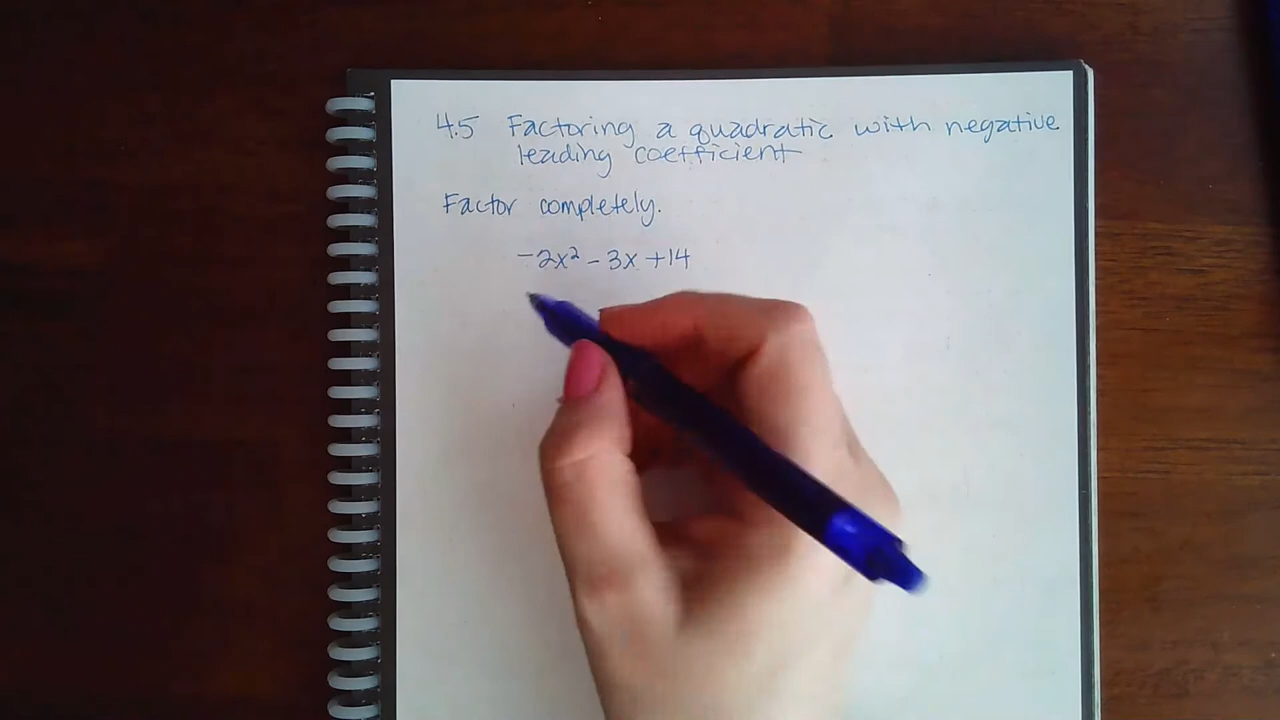 4.5 Factoring a quadratic with negative
leading coefficient
Factor completely.
-2x² - 3x + 14